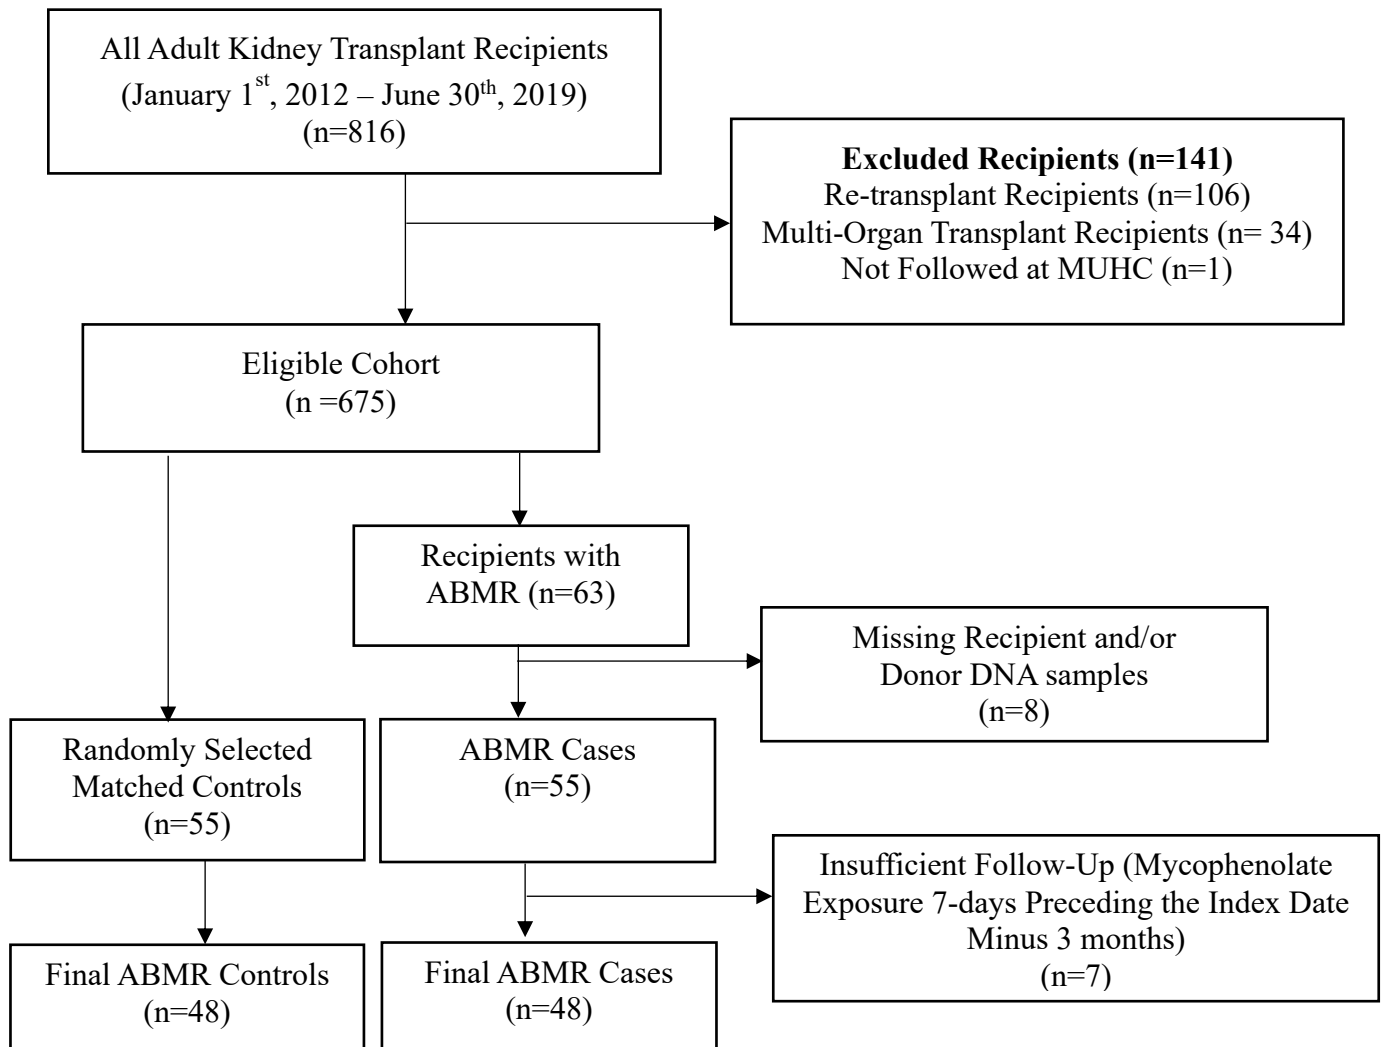 All Adult Kidney Transplant Recipients
(January 1st, 2012 – June 30th, 2019)
(n=816)
Excluded Recipients (n=141)
Re-transplant Recipients (n=106)
Multi-Organ Transplant Recipients (n= 34)
Not Followed at MUHC (n=1)
Eligible Cohort
(n =675)
Recipients with
ABMR (n=63)
Missing Recipient and/or
Donor DNA samples
(n=8)
Randomly Selected
Matched Controls
(n=55)
ABMR Cases
(n=55)
Insufficient Follow-Up (Mycophenolate
Exposure 7-days Preceding the Index Date
Minus 3 months)
(n=7)
Final ABMR Controls
(n=48)
Final ABMR Cases
(n=48)